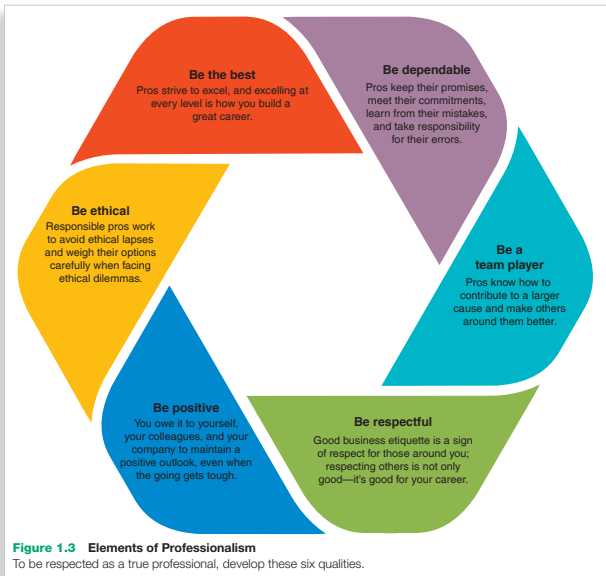 Be the best
Pros strive to excel, and excelling at
every level is how you build a
great career.
Be dependable
Pros keep their promises,
meet their commitments,
learn from their mistakes,
and take responsibility
for their errors.
Be a
team player
Pros know how to
contribute to a larger
cause and make others
around them better.
Be respectful
Good business etiquette is a sign
of respect for those around you;
respecting others is not only
good—it's good for your career.
Be positive
You owe it to yourself,
your colleagues, and your
company to maintain a
positive outlook, even when
the going gets tough.
Be ethical
Responsible pros work
to avoid ethical lapses
and weigh their options
carefully when facing
ethical dilemmas.
Figure 1.3 Elements of Professionalism
To be respected as a true professional, develop these six qualities.